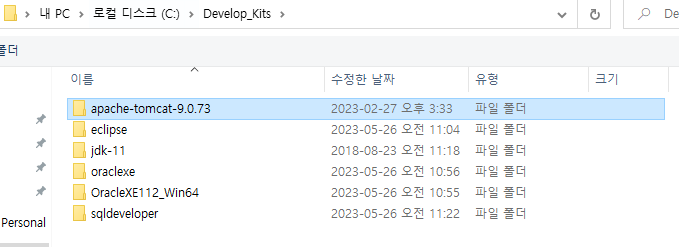 내 PC > 로컬 디스크 (C:) > Develop_Kits >
De
폴더
이름 수정한 날짜 유형 크기
apache-tomcat-9.0.73 2023-02-27 오후 3:33 파일 폴더
eclipse 2023-05-26 오전 11:04 파일 폴더
jdk-11 2018-08-23 오전 11:18 파일 폴더
oraclexe 2023-05-26 오전 10:56 파일 폴더
OracleXE112_Win64 2023-05-26 오전 10:55 파일 폴더
sqldeveloper 2023-05-26 오전 11:22 파일 폴더
Personal